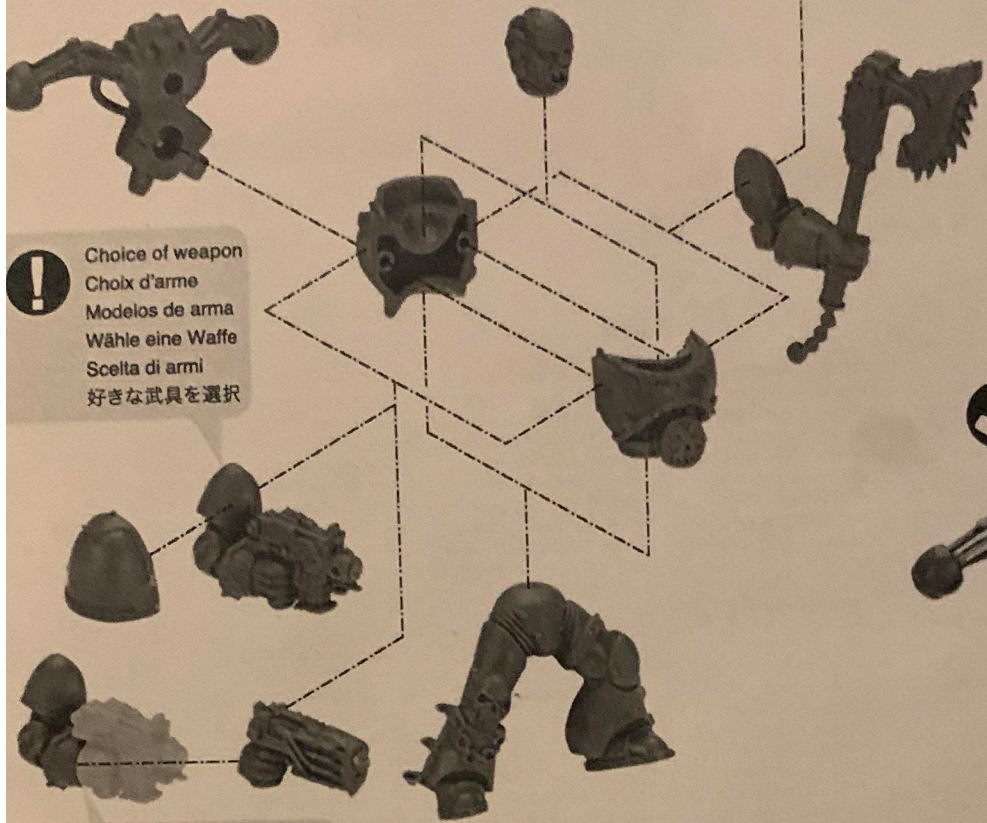 Choice of weapon
Choix d'arme
Modelos de arma
Wähle eine Waffe
Scelta di armi
好きな武具を選択